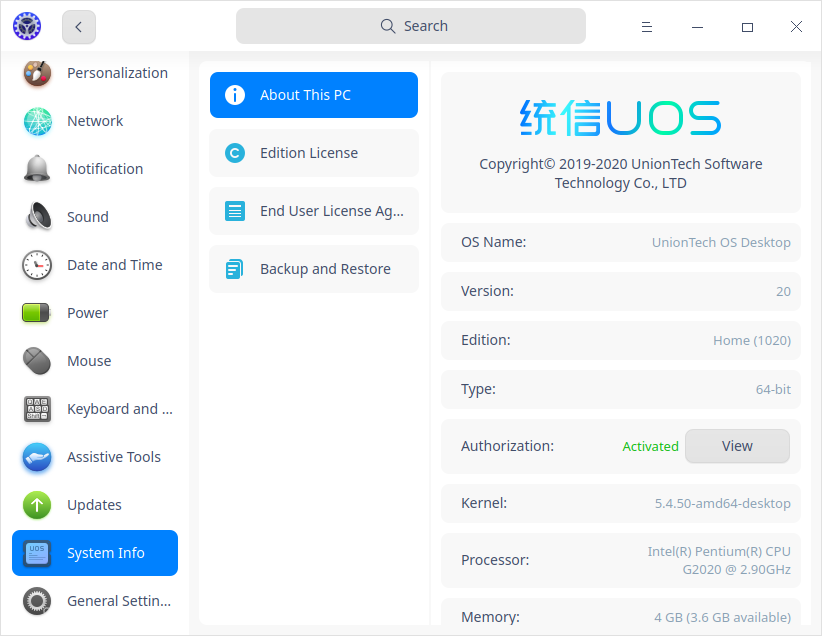 Search
Personalization
Network
Notification
Sound
Date and Time
Power
Mouse
Keyboard and ...
Assistive Tools
Updates
UOS
System Info
General Settin...
About This PC
Edition License
End User License Ag...
Backup and Restore
统信UOS
Copyright© 2019-2020 UnionTech Software
Technology Co., LTD
OS Name: UnionTech OS Desktop
Version: 20
Edition: Home (1020)
Type: 64-bit
Authorization: Activated View
Kernel: 5.4.50-amd64-desktop
Processor: Intel(R) Pentium(R) CPU
G2020 @ 2.90GHz
Memory: 4 GB (3.6 GB available)